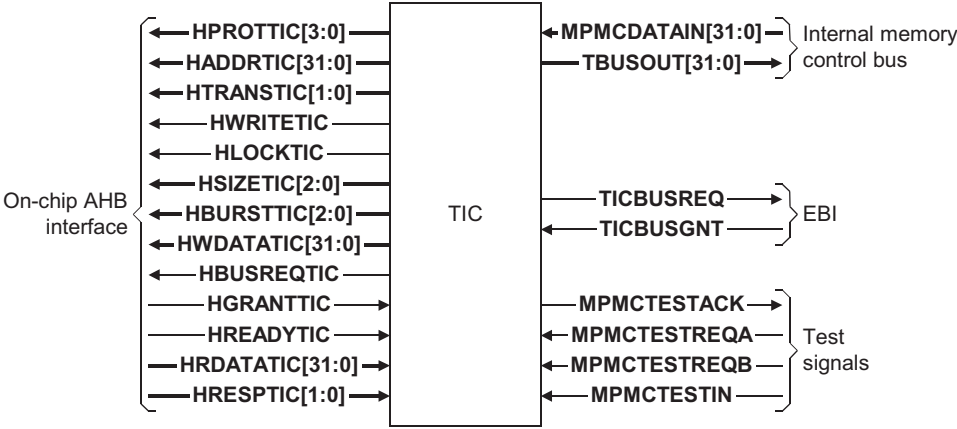 HPROTTIC[3:0]
HADDRTIC[31:0]
HTRANSTIC[1:0]
HWRITETIC
HLOCKTIC
HSIZETIC[2:0]
HBURSTTIC[2:0]
HWDATATIC[31:0]
HBUSREQTIC
HGRANTTIC
HREADYTIC
HRDATATIC[31:0]
HRESPTIC[1:0]
On-chip AHB
interface
TIC
MPMCDATAIN[31:0]
TBUSOUT[31:0]
Internal memory
control bus
TICBUSREQ
TICBUSGNT
EBI
MPMCTESTACK
MPMCTESTREQA
MPMCTESTREQB
MPMCTESTIN
Test
signals